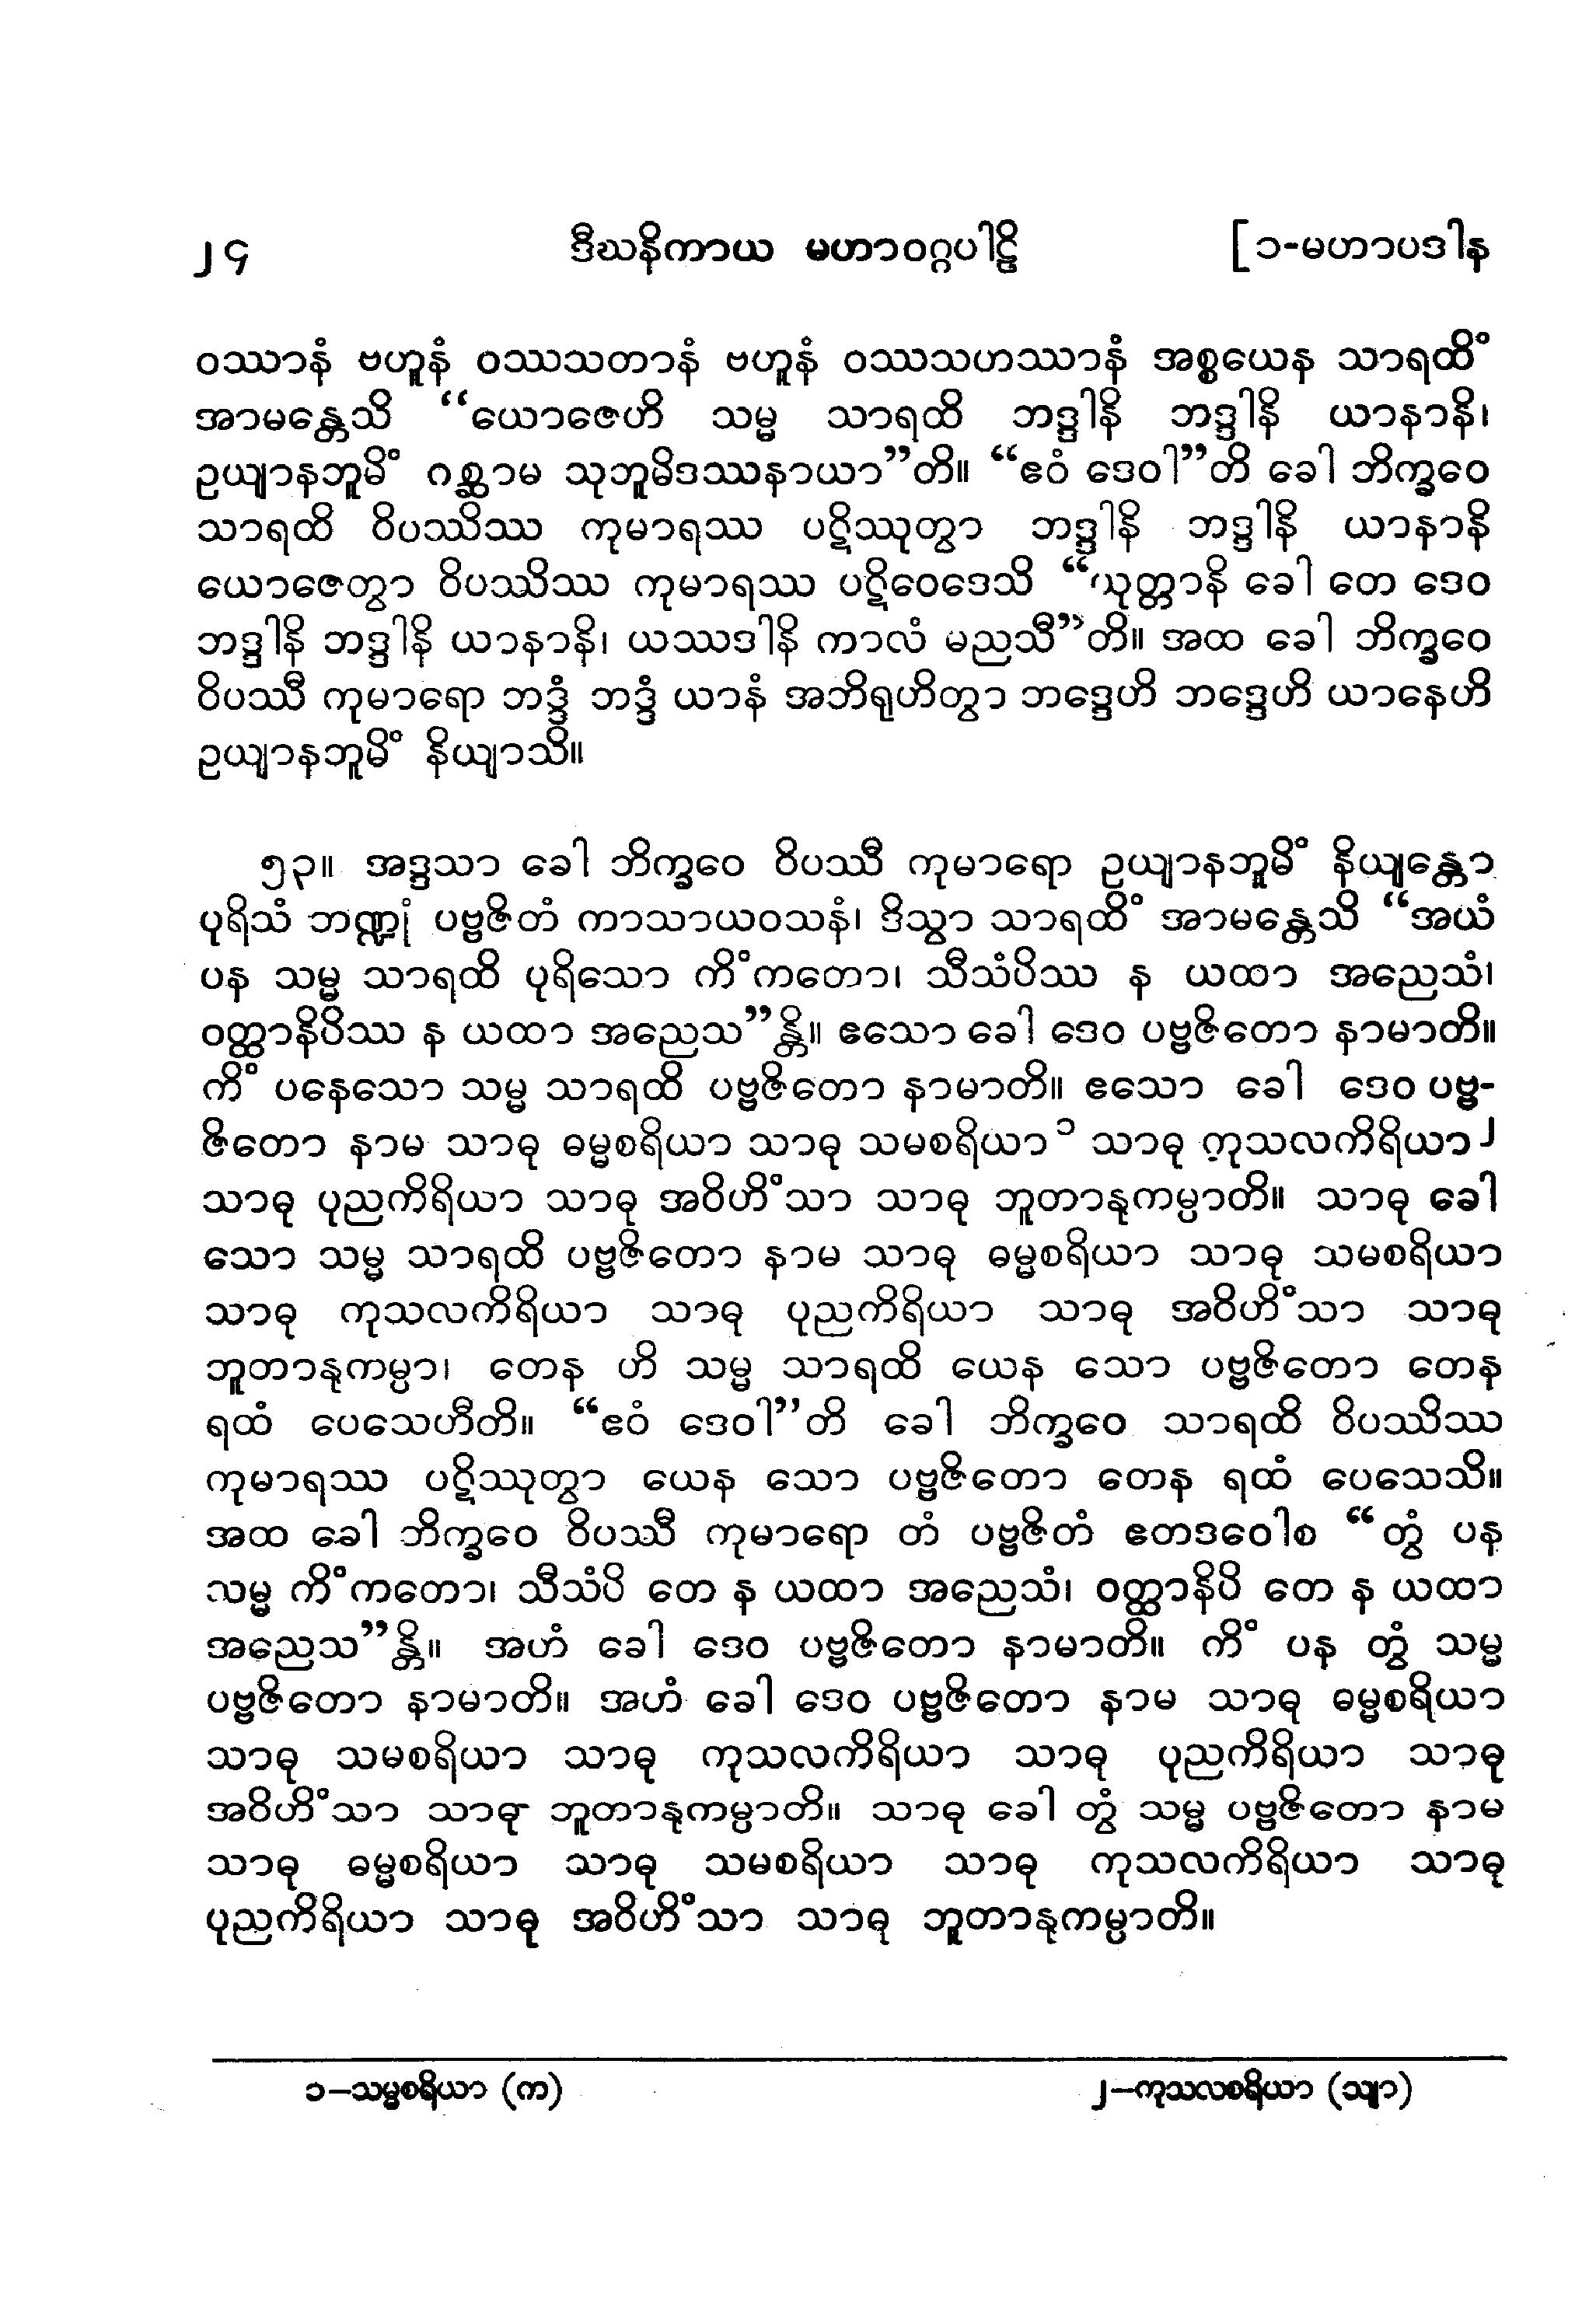 ၂၄ ဒီဃနိကာယ မဟာဝဂ္ဂပါဠိ [၁-မဟာပဒါန
ဝဿာနံ ဗဟူနံ ဝဿသတာနံ ဗဟူနံ ဝဿသဟဿာနံ အစ္စယေန သာရထိံ
အာမန္တေသိ “ယောဇေဟိ သမ္မ သာရထိ ဘဒ္ဒါနိ ဘဒ္ဒါနိ ယာနာနိ၊
ဥယျာနဘူမိံ ဂစ္ဆာမ သုဘူမိဒဿနာယာ”တိ။ “ဧဝံ ဒေဝါ”တိ ခေါ ဘိက္ခဝေ
သာရထိ ဝိပဿိဿ ကုမာရဿ ပဋိဿုတွာ ဘဒ္ဒါနိ ဘဒ္ဒါနိ ယာနာနိ
ယောဇေတွာ ဝိပဿိဿ ကုမာရဿ ပဋိဝေဒေသိ “ယုတ္တာနိ ခေါ တေ ဒေဝ
ဘဒ္ဒါနိ ဘဒ္ဒါနိ ယာနာနိ၊ ယဿဒါနိ ကာလံ မညသီ”တိ။ အထ ခေါ ဘိက္ခဝေ
ဝိပဿီ ကုမာရော ဘဒ္ဒံ ဘဒ္ဒံ ယာနံ အဘိရုဟိတွာ ဘဒ္ဒေဟိ ဘဒ္ဒေဟိ ယာနေဟိ
ဥယျာနဘူမိံ နိယျာသိ။
၅၃။ အဒ္ဒသာ ခေါ ဘိက္ခဝေ ဝိပဿီ ကုမာရော ဥယျာနဘူမိံ နိယျန္တော
ပုရိသံ ဘဏ္ဍုံ ပဗ္ဗဇိတံ ကာသာယဝသနံ၊ ဒိသွာ သာရထိံ အာမန္တေသိ “အယံ
ပန သမ္မ သာရထိ ပုရိသော ကိံကတော၊ သီသံပိဿ န ယထာ အညေသံ၊
ဝတ္ထာနိပိဿ န ယထာ အညေသ”န္တိ။ ဧသော ခေါ ဒေဝ ပဗ္ဗဇိတော နာမာတိ။
ကိံ ပနေသော သမ္မ သာရထိ ပဗ္ဗဇိတော နာမာတိ။ ဧသော ခေါ ဒေဝ ပဗ္ဗ-
ဇိတော နာမ သာဓု ဓမ္မစရိယာ သာဓု သမစရိယာ ၁ သာဓု ကုသလကိရိယာ ၂
သာဓု ပုညကိရိယာ သာဓု အဝိဟိံသာ သာဓု ဘူတာနုကမ္ပာတိ။ သာဓု ခေါ
သော သမ္မ သာရထိ ပဗ္ဗဇိတော နာမ သာဓု ဓမ္မစရိယာ သာဓု သမစရိယာ
သာဓု ကုသလကိရိယာ သာဓု ပုညကိရိယာ သာဓု အဝိဟိံသာ သာဓု
ဘူတာနုကမ္ပာ၊ တေန ဟိ သမ္မ သာရထိ ယေန သော ပဗ္ဗဇိတော တေန
ရထံ ပေသေဟီတိ။ “ဧဝံ ဒေဝါ”တိ ခေါ ဘိက္ခဝေ သာရထိ ဝိပဿိဿ
ကုမာရဿ ပဋိဿုတွာ ယေန သော ပဗ္ဗဇိတော တေန ရထံ ပေသေသိ။
အထ ခေါ ဘိက္ခဝေ ဝိပဿီ ကုမာရော တံ ပဗ္ဗဇိတံ ဧတဒဝေါစ “တွံ ပန
သမ္မ ကိံကတော၊ သီသံပိ တေ န ယထာ အညေသံ၊ ဝတ္ထာနိပိ တေ န ယထာ
အညေသ”န္တိ။ အဟံ ခေါ ဒေဝ ပဗ္ဗဇိတော နာမာတိ။ ကိံ ပန တွံ သမ္မ
ပဗ္ဗဇိတော နာမာတိ။ အဟံ ခေါ ဒေဝ ပဗ္ဗဇိတော နာမ သာဓု ဓမ္မစရိယာ
သာဓု သမစရိယာ သာဓု ကုသလကိရိယာ သာဓု ပုညကိရိယာ သာဓု
အဝိဟိံသာ သာဓု ဘူတာနုကမ္ပာတိ။ သာဓု ခေါ တွံ သမ္မ ပဗ္ဗဇိတော နာမ
သာဓု ဓမ္မစရိယာ သာဓု သမစရိယာ သာဓု ကုသလကိရိယာ သာဓု
ပုညကိရိယာ သာဓု အဝိဟိံသာ သာဓု ဘူတာနုကမ္ပာတိ။
၁–သမ္မစရိယာ (က) ၂–ကုသလစရိယာ (သျာ)